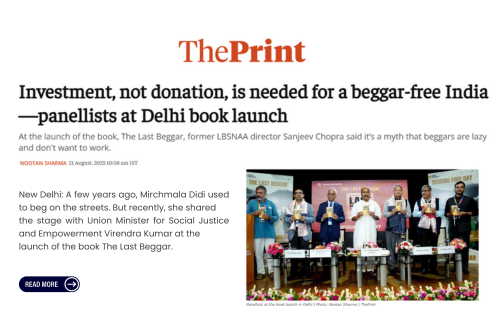 ThePrint
Investment, not donation, is needed for a beggar-free India
—panellists at Delhi book launch
At the launch of the book, The Last Beggar, former LBSNAA director Sanjeev Chopra said it's a myth that beggars are lazy
and don't want to work.
NOOTAN SHARMA 21 August, 2025 10:09 am IST
New Delhi: A few years ago, Mirchmala Didi used
to beg on the streets. But recently, she shared
the stage with Union Minister for Social Justice
and Empowerment Virendra Kumar at the
launch of the book The Last Beggar.
READ MORE
THE LAST BEGGAR
Panellists at the book launch in Delhi | Photo: Nootan Sharma | ThePrint